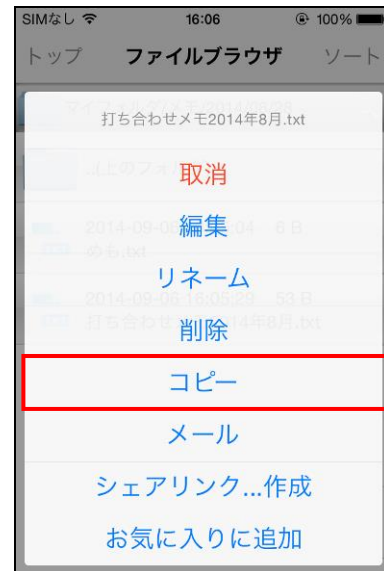 SIMなし 16:06 100%
トップ ファイルブラウザ ソート
打ち合わせメモ2014年8月.txt
取消
編集
リネーム
削除
コピー
メール
シェアリンク...作成
お気に入りに追加